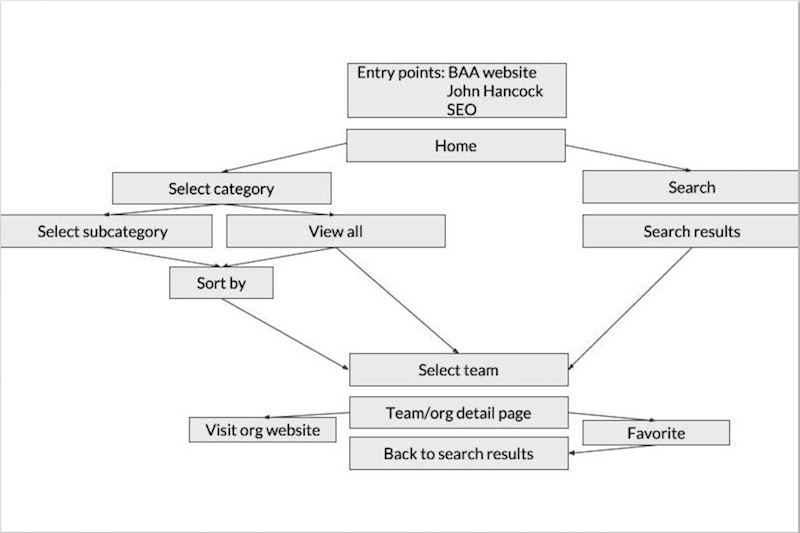 Entry points: BAA website
John Hancock
SEO
Home
Select category
Search
Select subcategory
View all
Search results
Sort by
Select team
Team/org detail page
Visit org website
Favorite
Back to search results